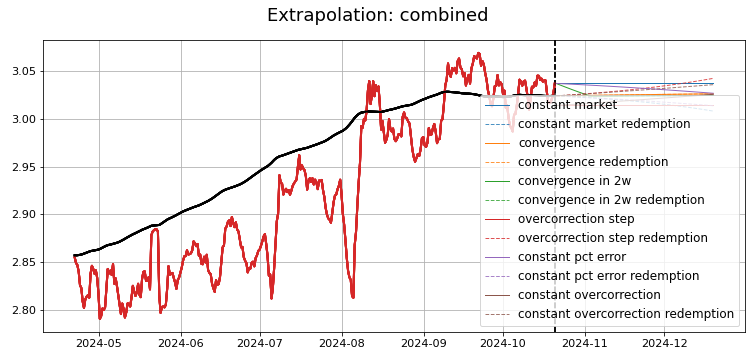 Extrapolation: combined
3.05
3.00
2.95
2.90
2.85
2.80
constant market
constant market redemption
convergence
convergence redemption
convergence in 2w
convergence in 2w redemption
overcorrection step
overcorrection step redemption
constant pct error
constant pct error redemption
constant overcorrection
constant overcorrection redemption
2024-05 2024-06 2024-07 2024-08 2024-09 2024-10 2024-11 2024-12